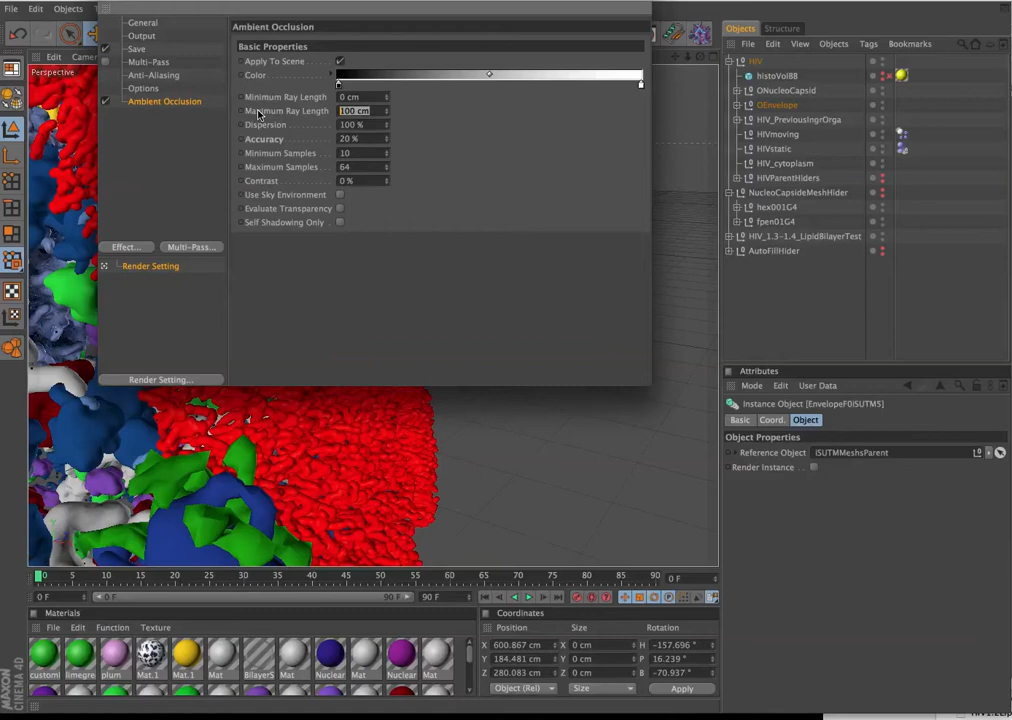 File Edit Objects
General
Output
Save
Multi-Pass
Anti-Aliasing
Options
Ambient Occlusion
Effect...
Multi-Pass...
Render Setting
Render Setting...
Ambient Occlusion
Basic Properties
Apply To Scene
Color
Minimum Ray Length 0 cm
Maximum Ray Length 100 cm
Dispersion 100 %
Accuracy 20 %
Minimum Samples 10
Maximum Samples 64
Contrast 0 %
Use Sky Environment
Evaluate Transparency
Self Shadowing Only
Edit
Perspective
Objects Structure
File Edit View Objects Tags Bookmarks
HIV
histoVol88
ONucleoCapsid
OEnvelope
HIV_PreviousIngrOrga
HIVmoving
HIVstatic
HIV_cytoplasm
HIVParentHiders
NucleoCapsideMeshHider
hex001G4
fpen01G4
HIV_1.3-1.4_LipidBilayerTest
AutoFillHider
Attributes
Mode Edit User Data
Instance Object [EnvelopeF0iSUTM5]
Basic Coord. Object
Object Properties
Reference Object iSUTMMeshsParent
Render Instance
0 5 10 15 20 25 30 35 40 45 50 55 60 65 70 75 80 85 90 0 F
0 F 0 F 90 F 90 F
Materials
File Edit Function Texture
customl limegre plum Mat.1 Mat.1 Mat BilayerS Mat Nuclear Mat Nuclear Mat
Coordinates
Position Size Rotation
X 600.867 cm X 0 cm H -157.696 °
Y 184.481 cm Y 0 cm P 16.239 °
Z 280.083 cm Z 0 cm B -70.937 °
Object (Rel) Size Apply
MAXON
CINEMA 4D